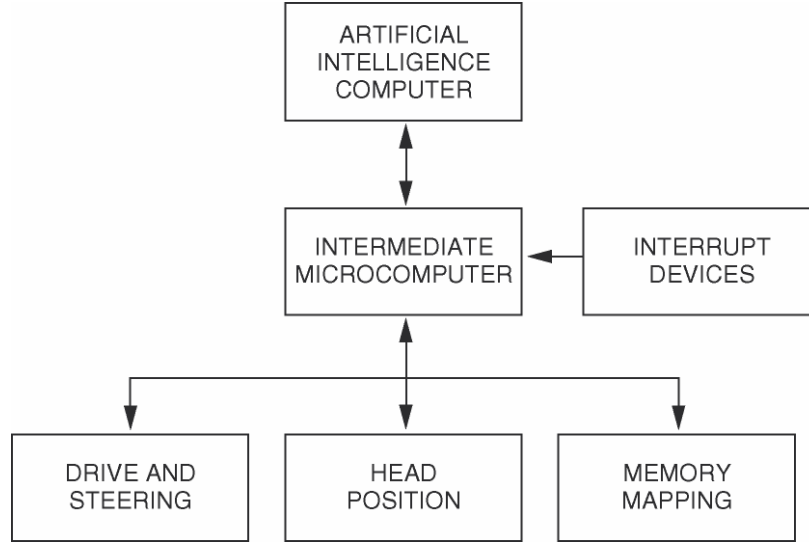 ARTIFICIAL
INTELLIGENCE
COMPUTER
INTERMEDIATE
MICROCOMPUTER
INTERRUPT
DEVICES
DRIVE AND
STEERING
HEAD
POSITION
MEMORY
MAPPING